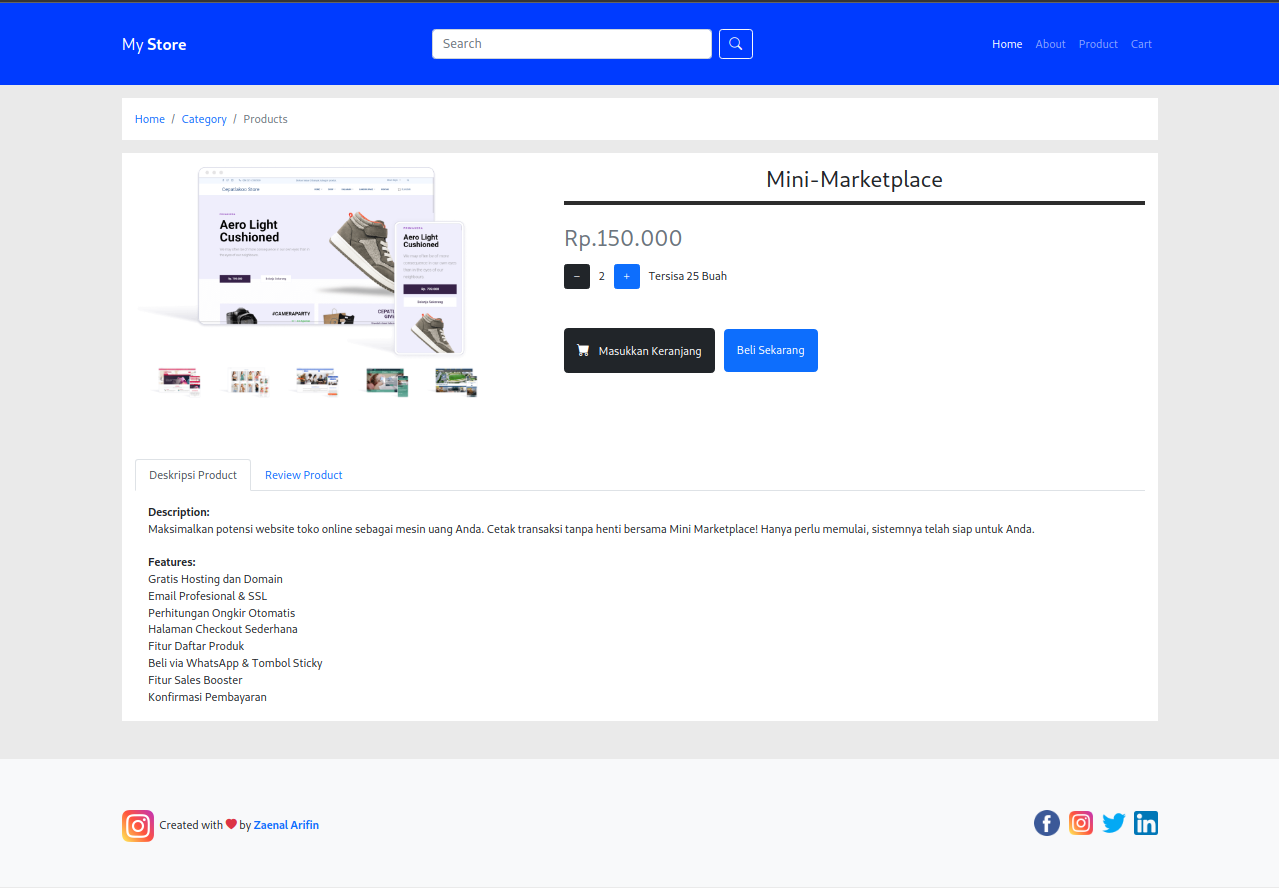 My Store
Search
Home About Product Cart
Home / Category / Products
Cepatlakoo Store
Aero Light
Cushioned
Aero Light
Cushioned
Rp. 799.000
#CAMERAPARTY
Mini-Marketplace
Rp.150.000
− 2 + Tersisa 25 Buah
Masukkan Keranjang
Beli Sekarang
Deskripsi Product
Review Product
Description:
Maksimalkan potensi website toko online sebagai mesin uang Anda. Cetak transaksi tanpa henti bersama Mini Marketplace! Hanya perlu memulai, sistemnya telah siap untuk Anda.
Features:
Gratis Hosting dan Domain
Email Profesional & SSL
Perhitungan Ongkir Otomatis
Halaman Checkout Sederhana
Fitur Daftar Produk
Beli via WhatsApp & Tombol Sticky
Fitur Sales Booster
Konfirmasi Pembayaran
Created with ❤ by Zaenal Arifin